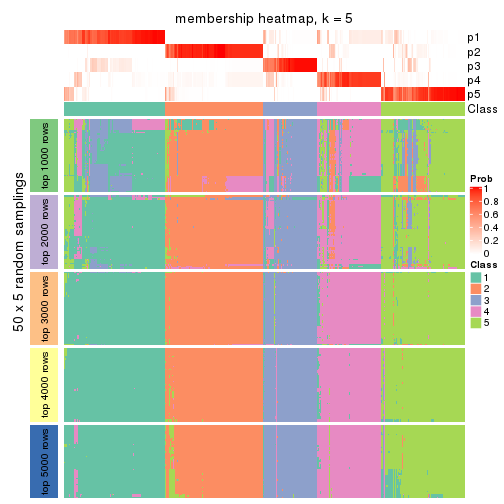 membership heatmap, k = 5
p1
p2
p3
p4
p5
Class
50 x 5 random samplings
top 1000 rows
top 2000 rows
top 3000 rows
top 4000 rows
top 5000 rows
Prob
1
0.8
0.6
0.4
0.2
0
Class
1
2
3
4
5